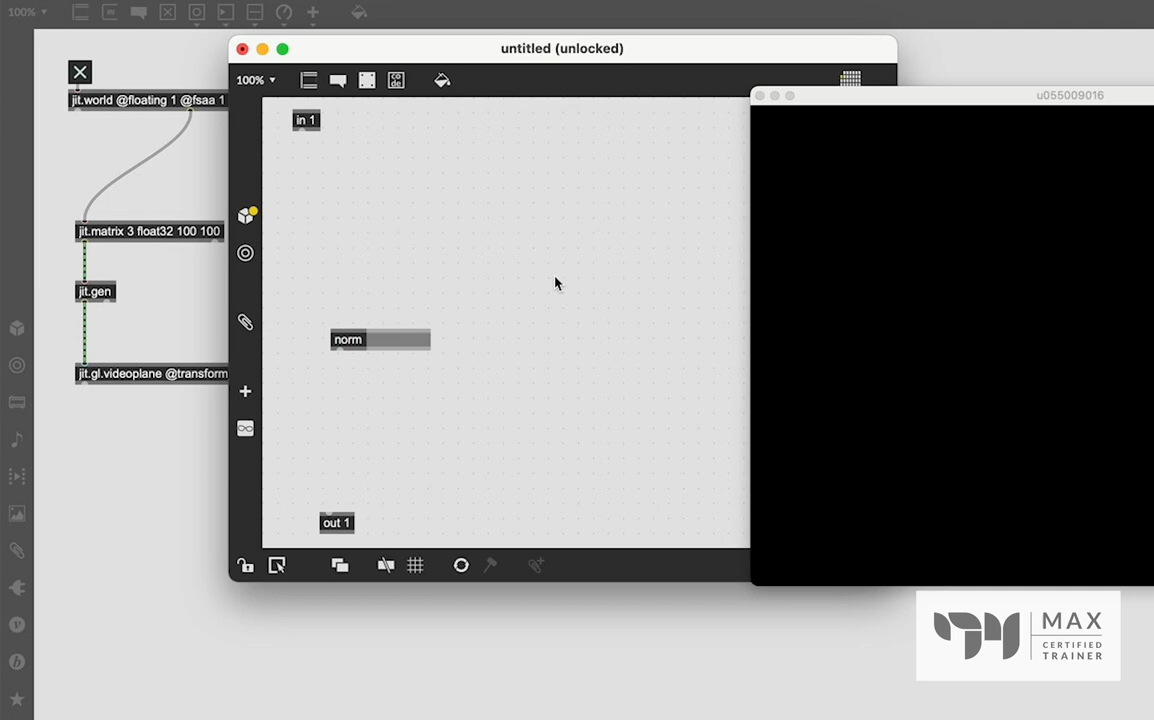 100%
untitled (unlocked)
100%
code
jit.world @floating 1 @fsaa 1
u055009016
in 1
jit.matrix 3 float32 100 100
jit.gen
norm
jit.gl.videoplane @transform
out 1
MAX
CERTIFIED
TRAINER